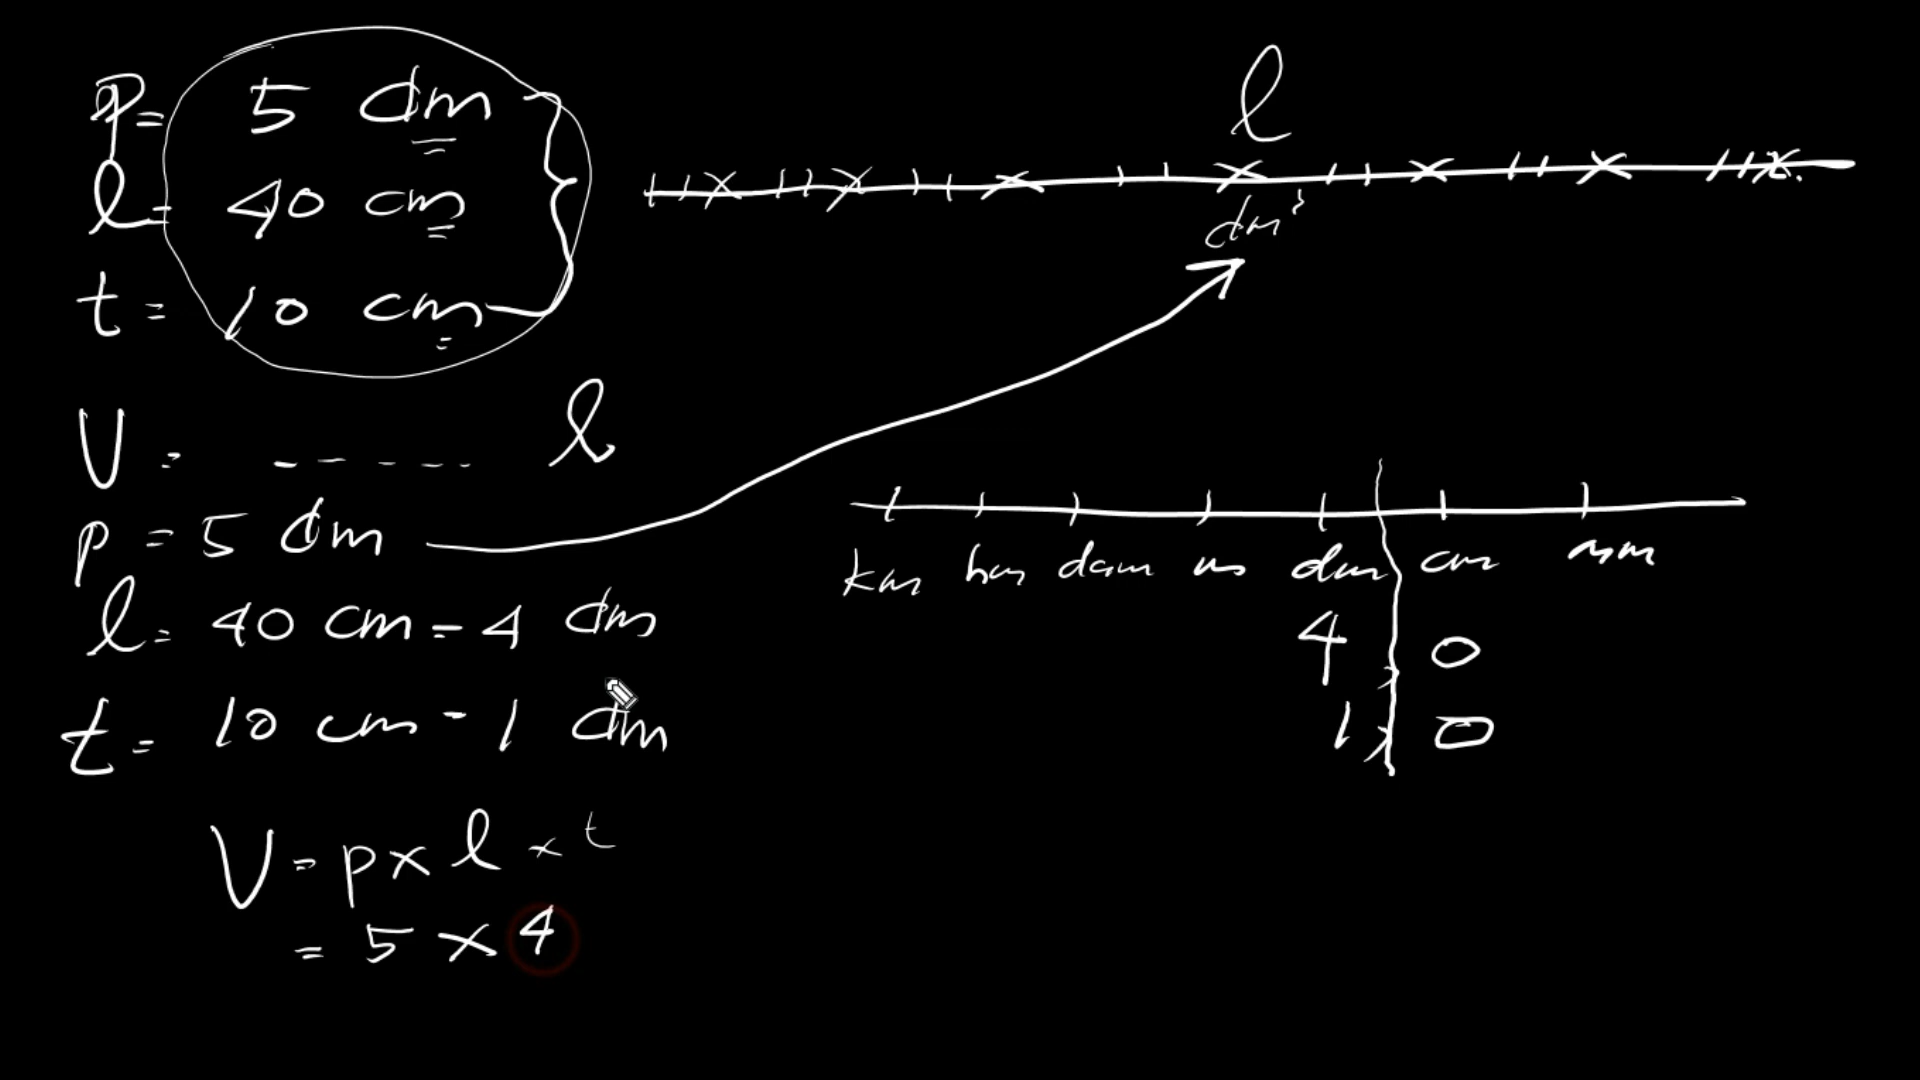 p = 5 dm
l = 40 cm
t = 10 cm
l
dm³
V = ----- l
p = 5 dm
l = 40 cm = 4 dm
t = 10 cm = 1 dm
km hm dam m dm cm mm
4, 0
1, 0
V = p x l x t
= 5 x 4